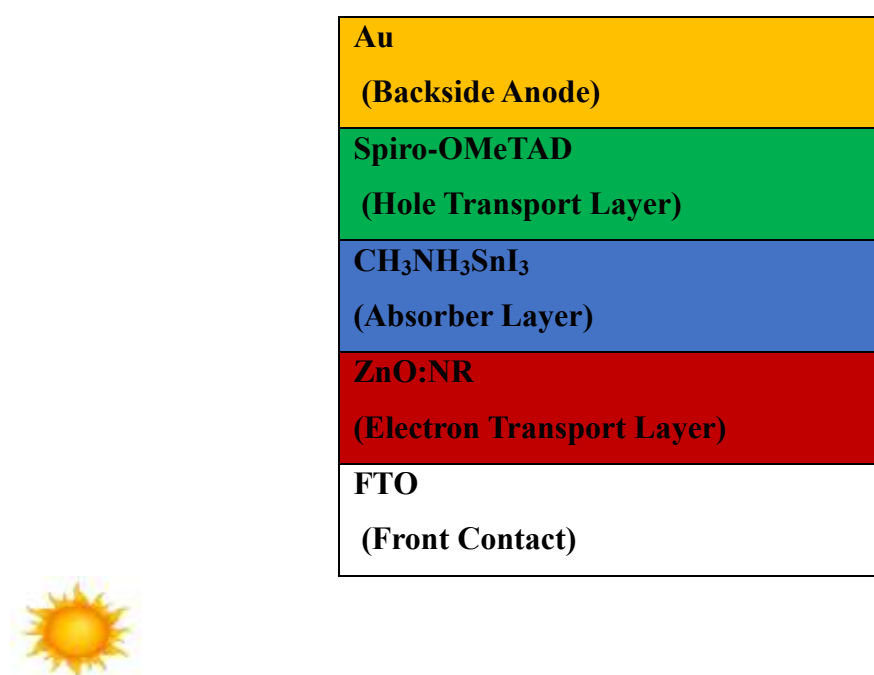 Au
(Backside Anode)
Spiro-OMeTAD
(Hole Transport Layer)
CH₃NH₃SnI₃
(Absorber Layer)
ZnO:NR
(Electron Transport Layer)
FTO
(Front Contact)